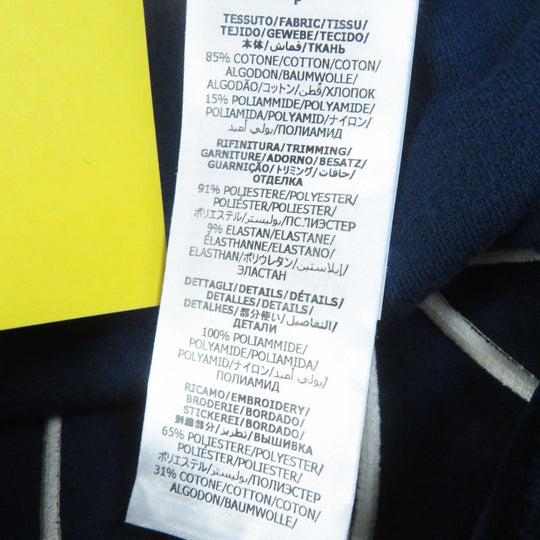 P
TESSUTO/FABRIC/TISSU/
TEJIDO/GEWEBE/TECIDO/
本体/قماش/ТКАНЬ
85% COTONE/COTTON/COTON/
ALGODON/BAUMWOLLE/
ALGODÃO/コットン/قطن/ХЛОПОК
15% POLIAMMIDE/POLYAMIDE/
POLIAMIDA/POLYAMID/ナイロン/
بولي أميد/ПОЛИАМИД
RIFINITURA/TRIMMING/
GARNITURE/ADORNO/BESATZ/
GUARNIÇÃO/トリミング/حافات/
ОТДЕЛКА
91% POLIESTERE/POLYESTER/
POLIÉSTER/POLIESTER/
ポリエステル/بوليستر/ПС.ПИЭСТЕР
9% ELASTAN/ELASTANE/
ÉLASTHANNE/ELASTANO/
ELASTHAN/ポリウレタン/إيلاستين/
ЭЛАСТАН
DETTAGLI/DETAILS/DÉTAILS/
DETALLES/DETAILS/
DETALHES/部分使い/التفاصيل/
ДЕТАЛИ
100% POLIAMMIDE/
POLYAMIDE/POLIAMIDA/
POLYAMID/ナイロン/بولي أميد/
ПОЛИАМИД
RICAMO/EMBROIDERY/
BRODERIE/BORDADO/
STICKEREI/BORDADO/
刺繍部分/تطريز/ВЫШИВКА
65% POLIESTERE/POLYESTER/
POLIÉSTER/POLIESTER/
ポリエステル/بوليستر/ПОЛИЭСТЕР
31% COTONE/COTTON/COTON/
ALGODON/BAUMWOLLE/